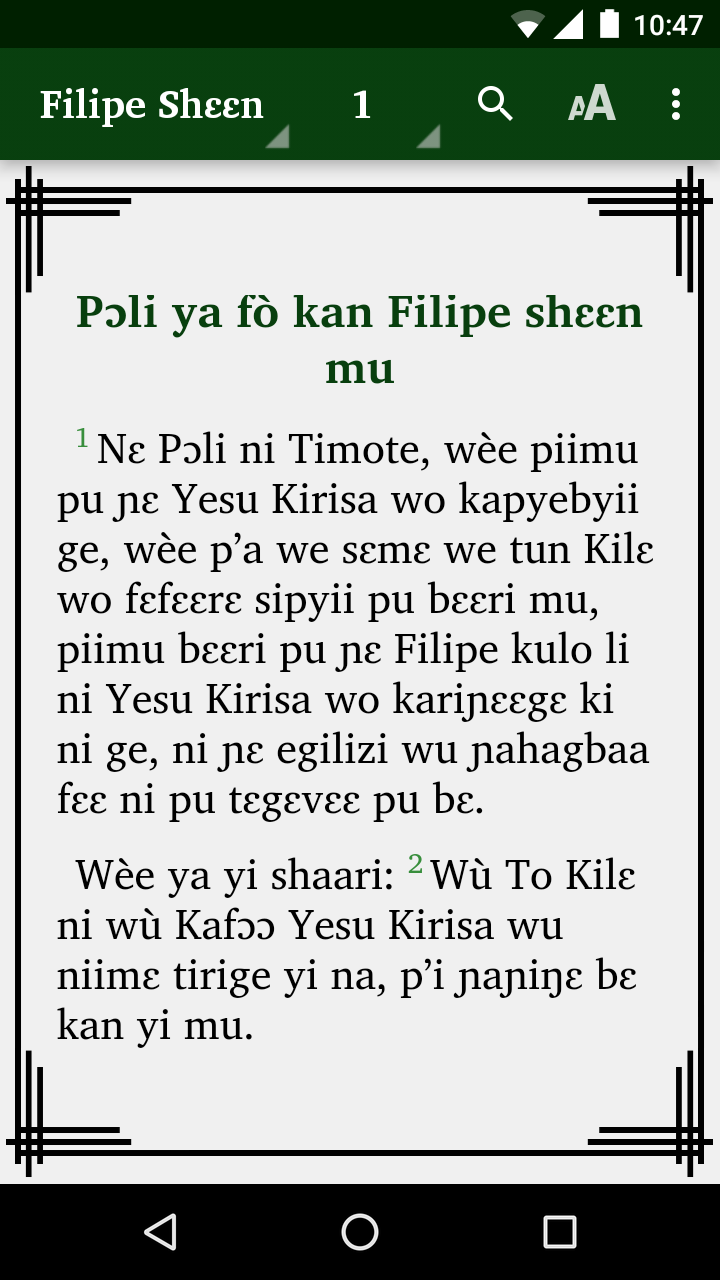 10:47
Filipe Shɛɛn 1 AA
Pɔli ya fò kan Filipe shɛɛn
mu
1 Nɛ Pɔli ni Timote, wèe piimu
pu ɲɛ Yesu Kirisa wo kapyebyii
ge, wèe p’a we sɛmɛ we tun Kilɛ
wo fɛfɛɛrɛ sipyii pu bɛɛri mu,
piimu bɛɛri pu ɲɛ Filipe kulo li
ni Yesu Kirisa wo kariɲɛɛgɛ ki
ni ge, ni ɲɛ egilizi wu ɲahagbaa
fɛɛ ni pu tɛgɛvɛɛ pu bɛ.
Wèe ya yi shaari: 2 Wù To Kilɛ
ni wù Kafɔɔ Yesu Kirisa wu
niimɛ tirige yi na, p’i ɲaɲiŋɛ bɛ
kan yi mu.